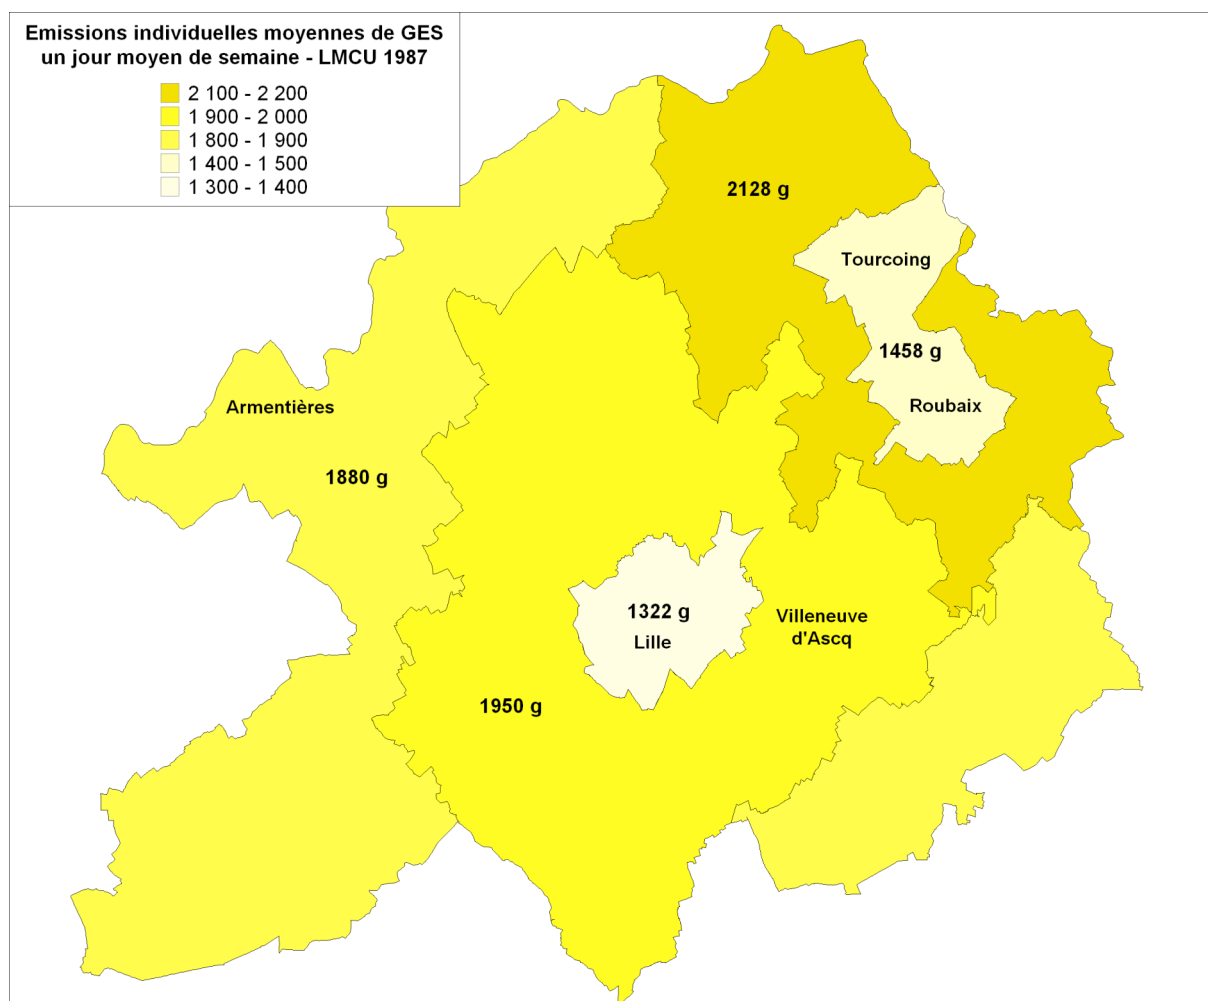 Emissions individuelles moyennes de GES
un jour moyen de semaine - LMCU 1987
2 100 - 2 200
1 900 - 2 000
1 800 - 1 900
1 400 - 1 500
1 300 - 1 400
2128 g
Tourcoing
1458 g
Roubaix
Armentières
1880 g
1322 g
Lille
Villeneuve
d'Ascq
1950 g